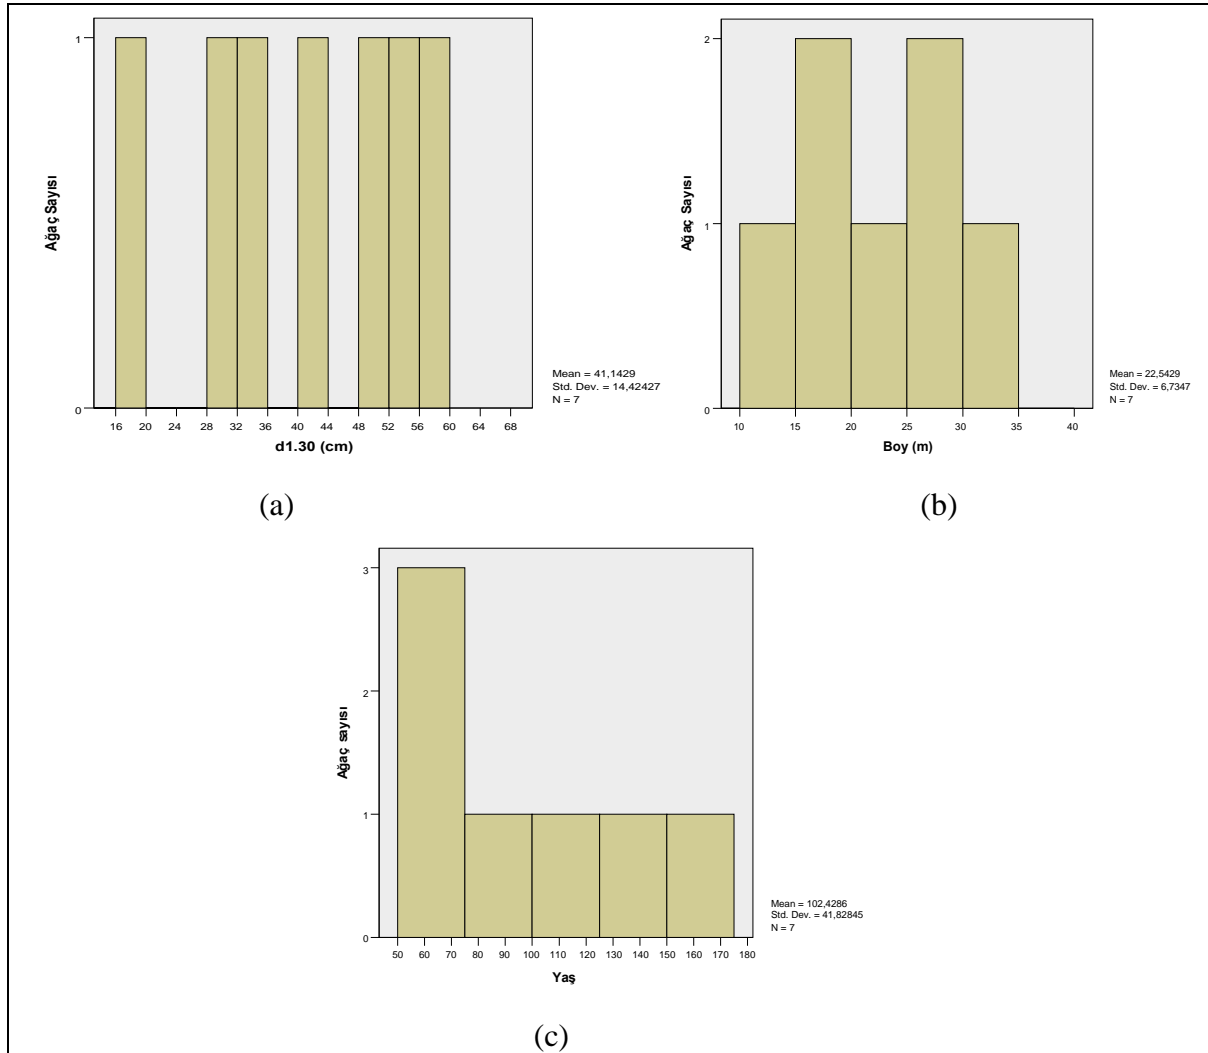 Ağaç Sayısı
1
0
16 20 24 28 32 36 40 44 48 52 56 60 64 68
d1.30 (cm)
Mean = 41,1429
Std. Dev. = 14,42427
N = 7
(a)
Ağaç Sayısı
2
1
0
10 15 20 25 30 35 40
Boy (m)
Mean = 22,5429
Std. Dev. = 6,7347
N = 7
(b)
Ağaç sayısı
3
2
1
0
50 60 70 80 90 100 110 120 130 140 150 160 170 180
Yaş
Mean = 102,4286
Std. Dev. = 41,82845
N = 7
(c)